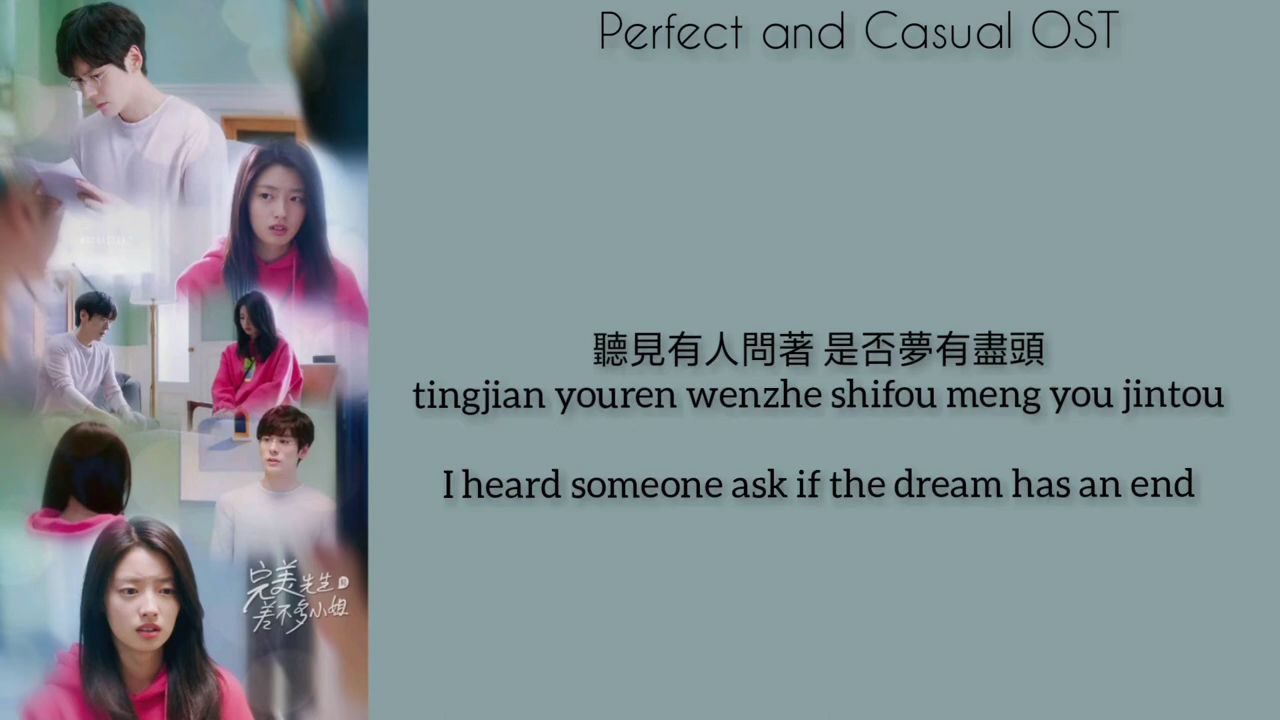 Perfect and Casual OST
聽見有人問著 是否夢有盡頭
tingjian youren wenzhe shifou meng you jintou
I heard someone ask if the dream has an end
完美先生和
差不多小姐